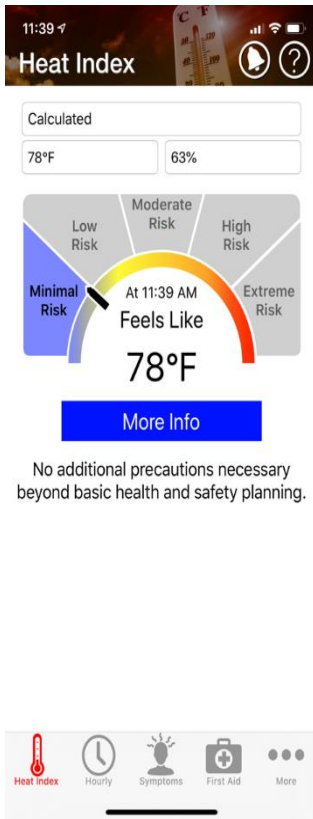 11:39
Heat Index
Calculated
78°F
63%
Minimal
Risk
Low
Risk
Moderate
Risk
High
Risk
Extreme
Risk
At 11:39 AM
Feels Like
78°F
More Info
No additional precautions necessary
beyond basic health and safety planning.
Heat Index
Hourly
Symptoms
First Aid
More